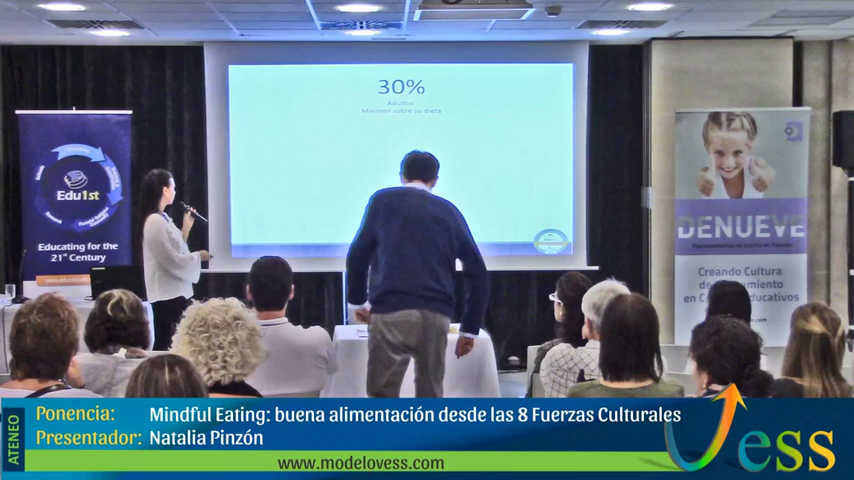 30%
Adultos
Mienten sobre su dieta
Edu1st
Educating for the
21st Century
DENUEVE
Creando Cultura
de
en C
ATENEO
Ponencia: Mindful Eating: buena alimentación desde las 8 Fuerzas Culturales
Presentador: Natalia Pinzón
www.modelovess.com
Vess